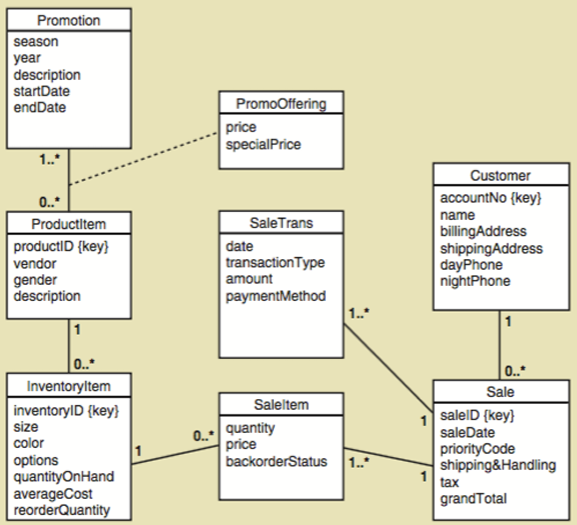 Promotion
season
year
description
startDate
endDate
1..*
0..*
PromoOffering
price
specialPrice
ProductItem
productID {key}
vendor
gender
description
1
0..*
SaleTrans
date
transactionType
amount
paymentMethod
1..*
1
Customer
accountNo {key}
name
billingAddress
shippingAddress
dayPhone
nightPhone
1
0..*
InventoryItem
inventoryID {key}
size
color
options
quantityOnHand
averageCost
reorderQuantity
1
0..*
SaleItem
quantity
price
backorderStatus
1..*
1
Sale
saleID {key}
saleDate
priorityCode
shipping&Handling
tax
grandTotal